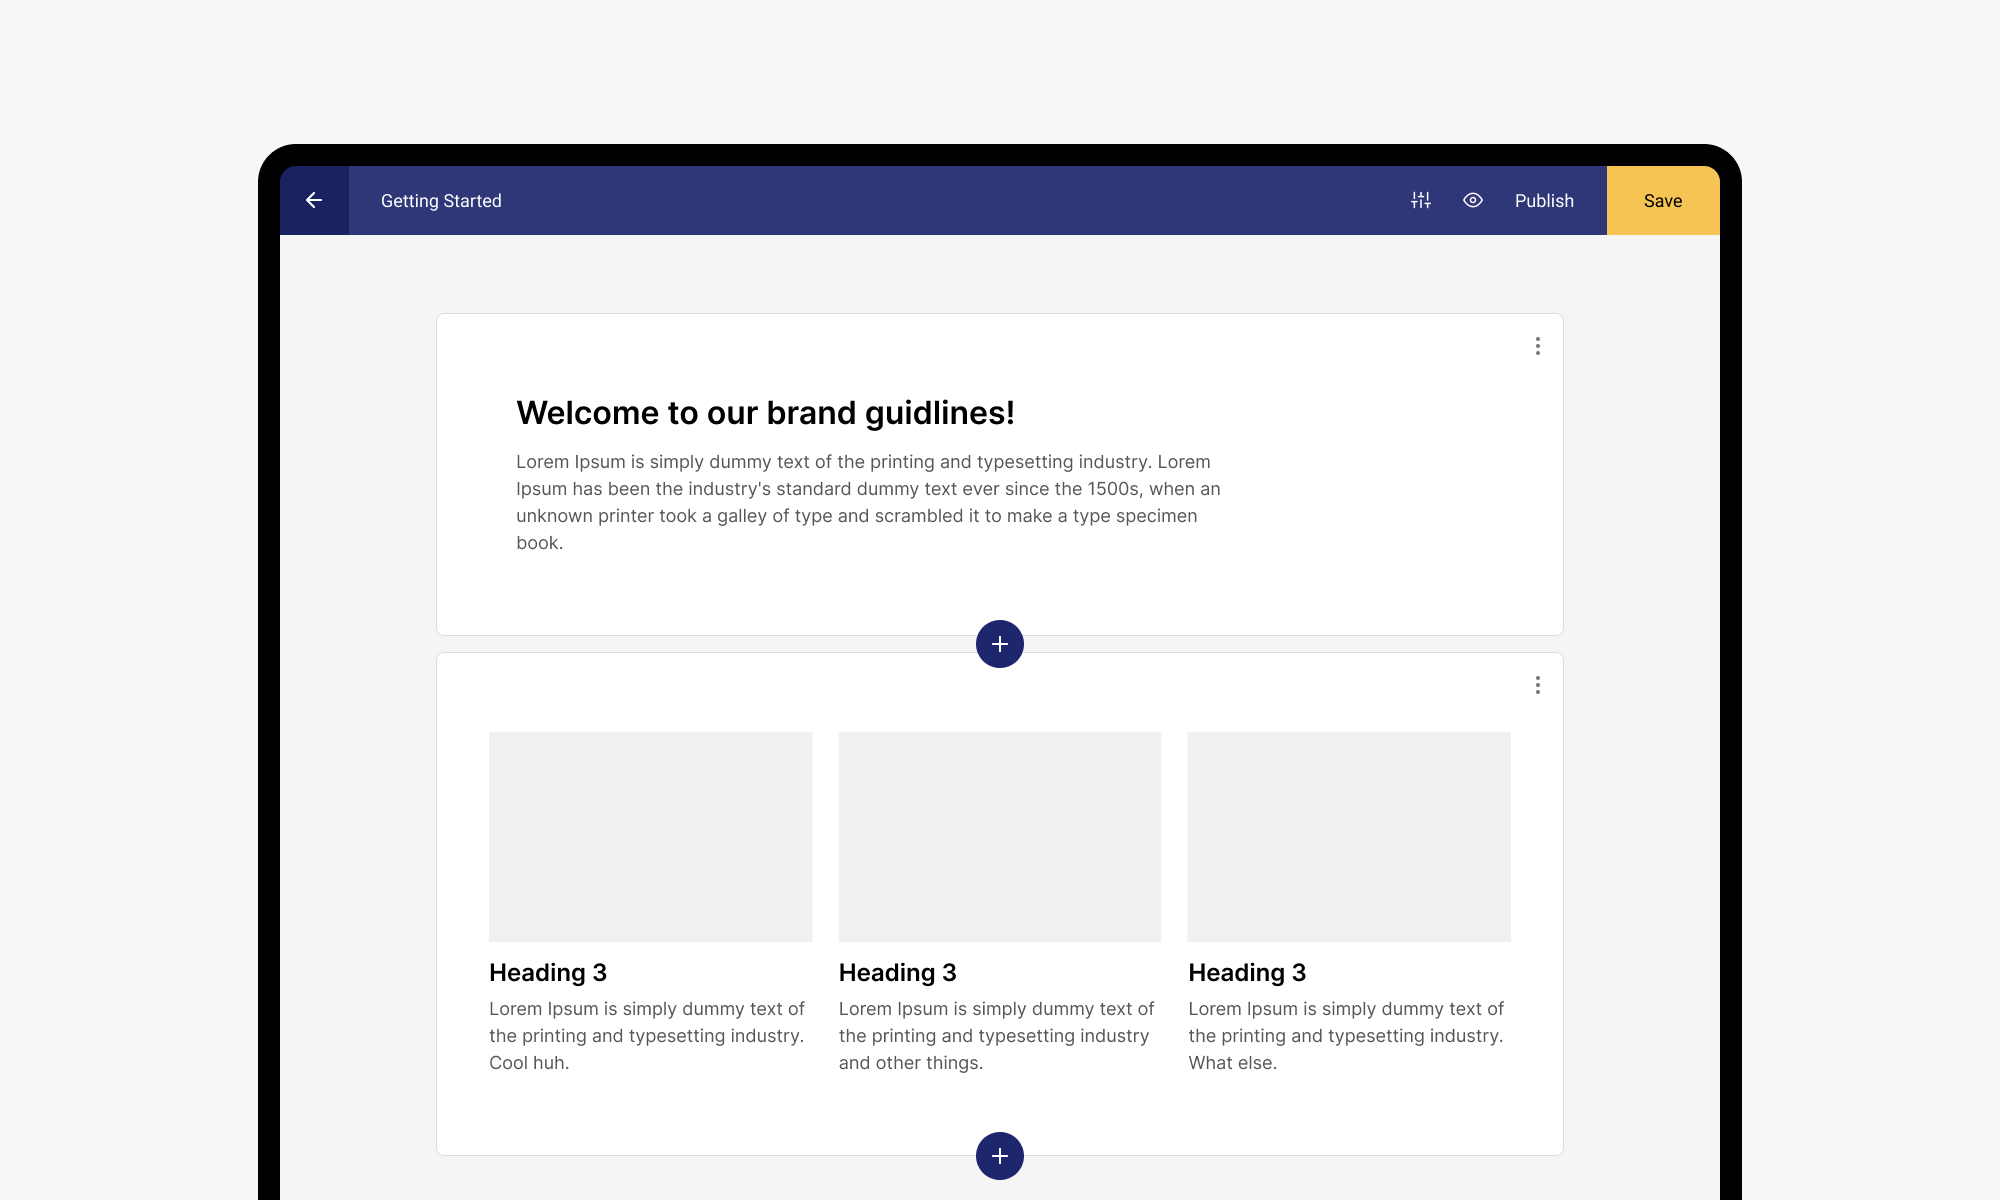 Getting Started
Publish
Save
Welcome to our brand guidlines!
Lorem Ipsum is simply dummy text of the printing and typesetting industry. Lorem
Ipsum has been the industry's standard dummy text ever since the 1500s, when an
unknown printer took a galley of type and scrambled it to make a type specimen
book.
Heading 3
Lorem Ipsum is simply dummy text of
the printing and typesetting industry.
Cool huh.
Heading 3
Lorem Ipsum is simply dummy text of
the printing and typesetting industry
and other things.
Heading 3
Lorem Ipsum is simply dummy text of
the printing and typesetting industry.
What else.